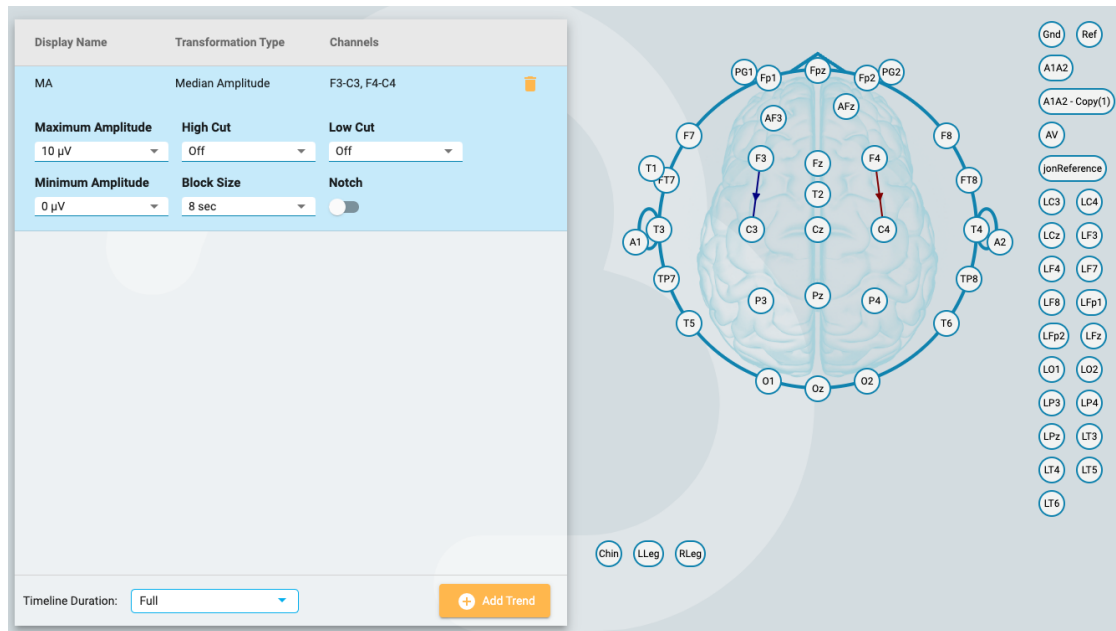 Display Name Transformation Type Channels
MA Median Amplitude F3-C3, F4-C4
Maximum Amplitude High Cut Low Cut
10 µV Off Off
Minimum Amplitude Block Size Notch
0 µV 8 sec
Timeline Duration: Full Add Trend
PG1 Fp1 Fpz Fp2 PG2
AF3 AFz
F7 F8
T1 FT7 F3 Fz F4 FT8
T2
A1 T3 C3 Cz C4 T4 A2
TP7 TP8
P3 Pz P4
T5 T6
O1 Oz O2
Chin LLeg RLeg
Gnd Ref
A1A2
A1A2 - Copy(1)
AV
jonReference
LC3 LC4
LCz LF3
LF4 LF7
LF8 LFp1
LFp2 LFz
LO1 LO2
LP3 LP4
LPz LT3
LT4 LT5
LT6